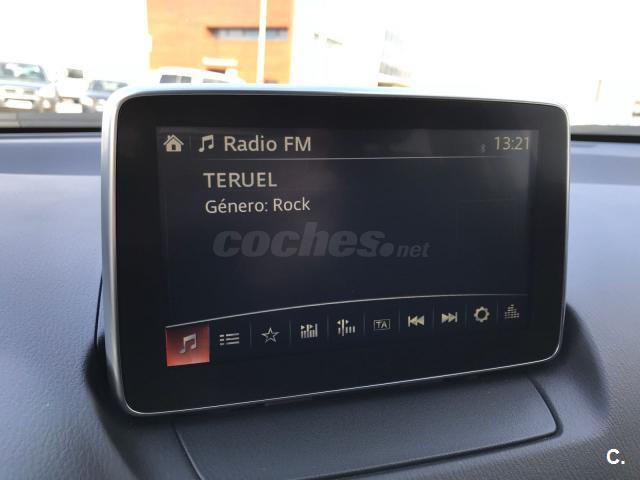 Radio FM
13:21
TERUEL
Género: Rock
coches.net
TA
C.